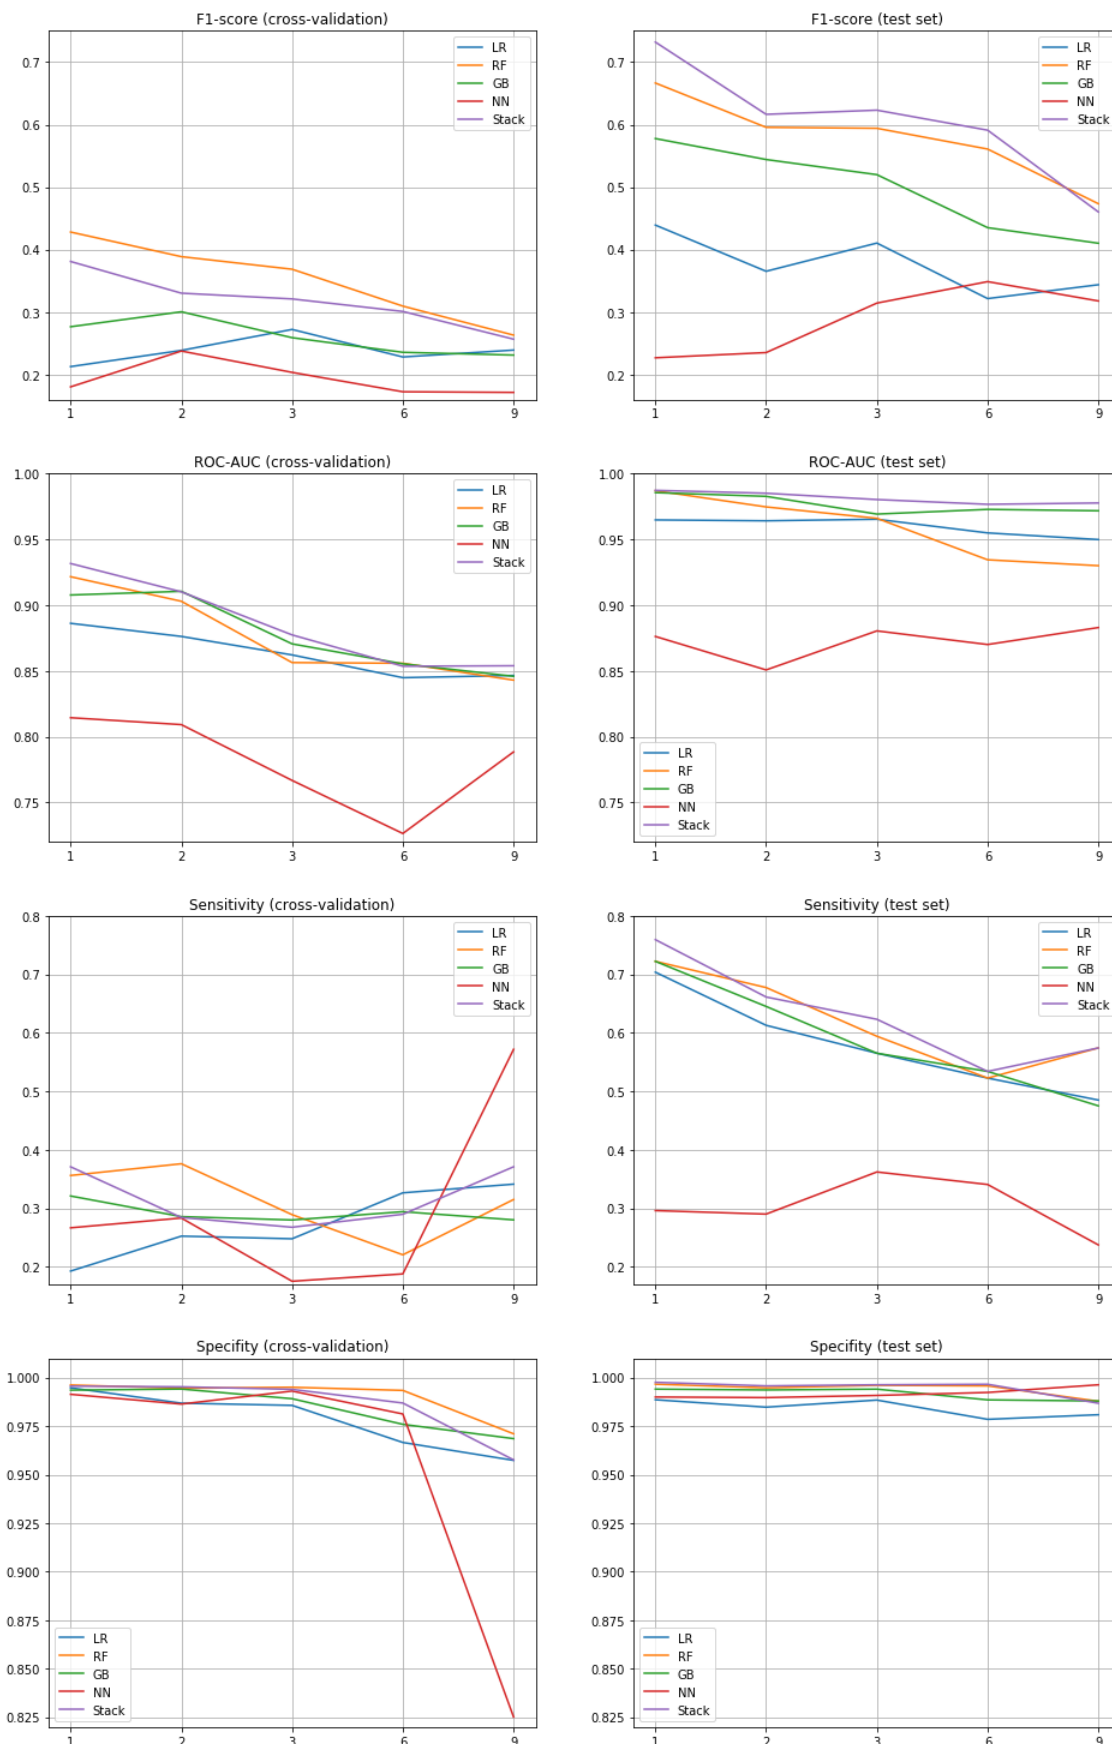 F1-score (cross-validation)
0.7
0.6
0.5
0.4
0.3
0.2
1 2 3 6 9
LR
RF
GB
NN
Stack
F1-score (test set)
0.7
0.6
0.5
0.4
0.3
0.2
1 2 3 6 9
LR
RF
GB
NN
Stack
ROC-AUC (cross-validation)
1.00
0.95
0.90
0.85
0.80
0.75
1 2 3 6 9
LR
RF
GB
NN
Stack
ROC-AUC (test set)
1.00
0.95
0.90
0.85
0.80
0.75
1 2 3 6 9
LR
RF
GB
NN
Stack
Sensitivity (cross-validation)
0.8
0.7
0.6
0.5
0.4
0.3
0.2
1 2 3 6 9
LR
RF
GB
NN
Stack
Sensitivity (test set)
0.8
0.7
0.6
0.5
0.4
0.3
0.2
1 2 3 6 9
LR
RF
GB
NN
Stack
Specifity (cross-validation)
1.000
0.975
0.950
0.925
0.900
0.875
0.850
0.825
1 2 3 6 9
LR
RF
GB
NN
Stack
Specifity (test set)
1.000
0.975
0.950
0.925
0.900
0.875
0.850
0.825
1 2 3 6 9
LR
RF
GB
NN
Stack